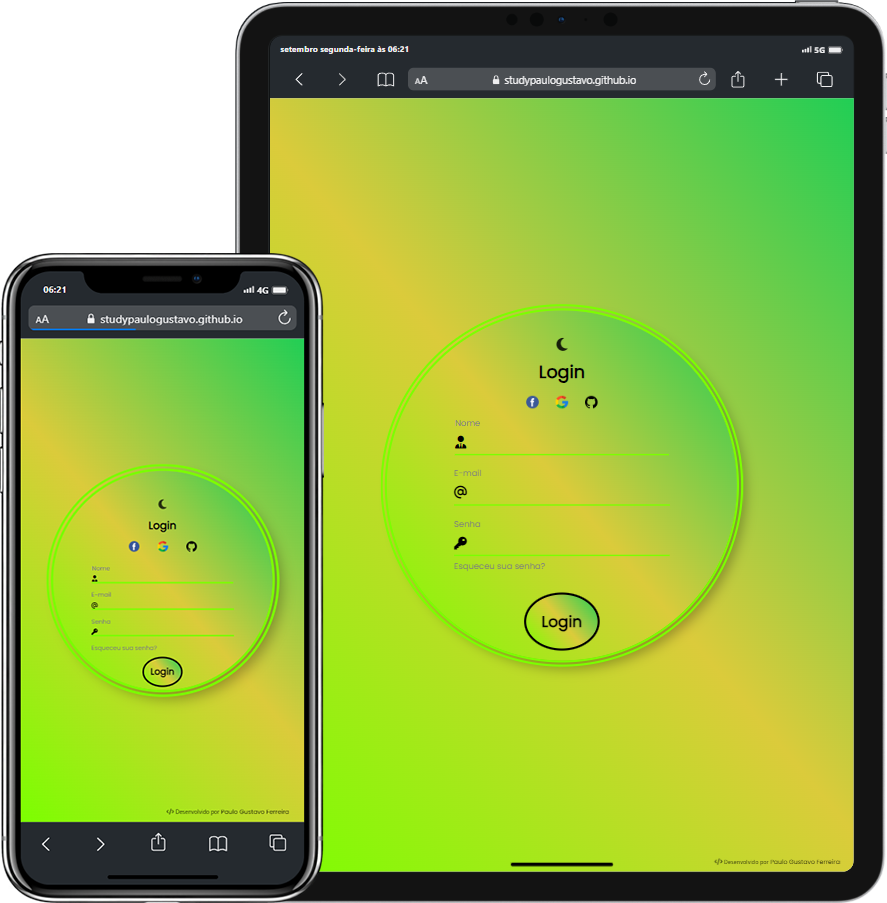 setembro segunda-feira às 06:21
5G
AA
studypaulogustavo.github.io
Login
Nome
E-mail
@
Senha
Esqueceu sua senha?
Login
</> Desenvolvido por Paulo Gustavo Ferreira
06:21
4G
AA
studypaulogustavo.github.io
Login
Nome
E-mail
@
Senha
Esqueceu sua senha?
Login
</> Desenvolvido por Paulo Gustavo Ferreira